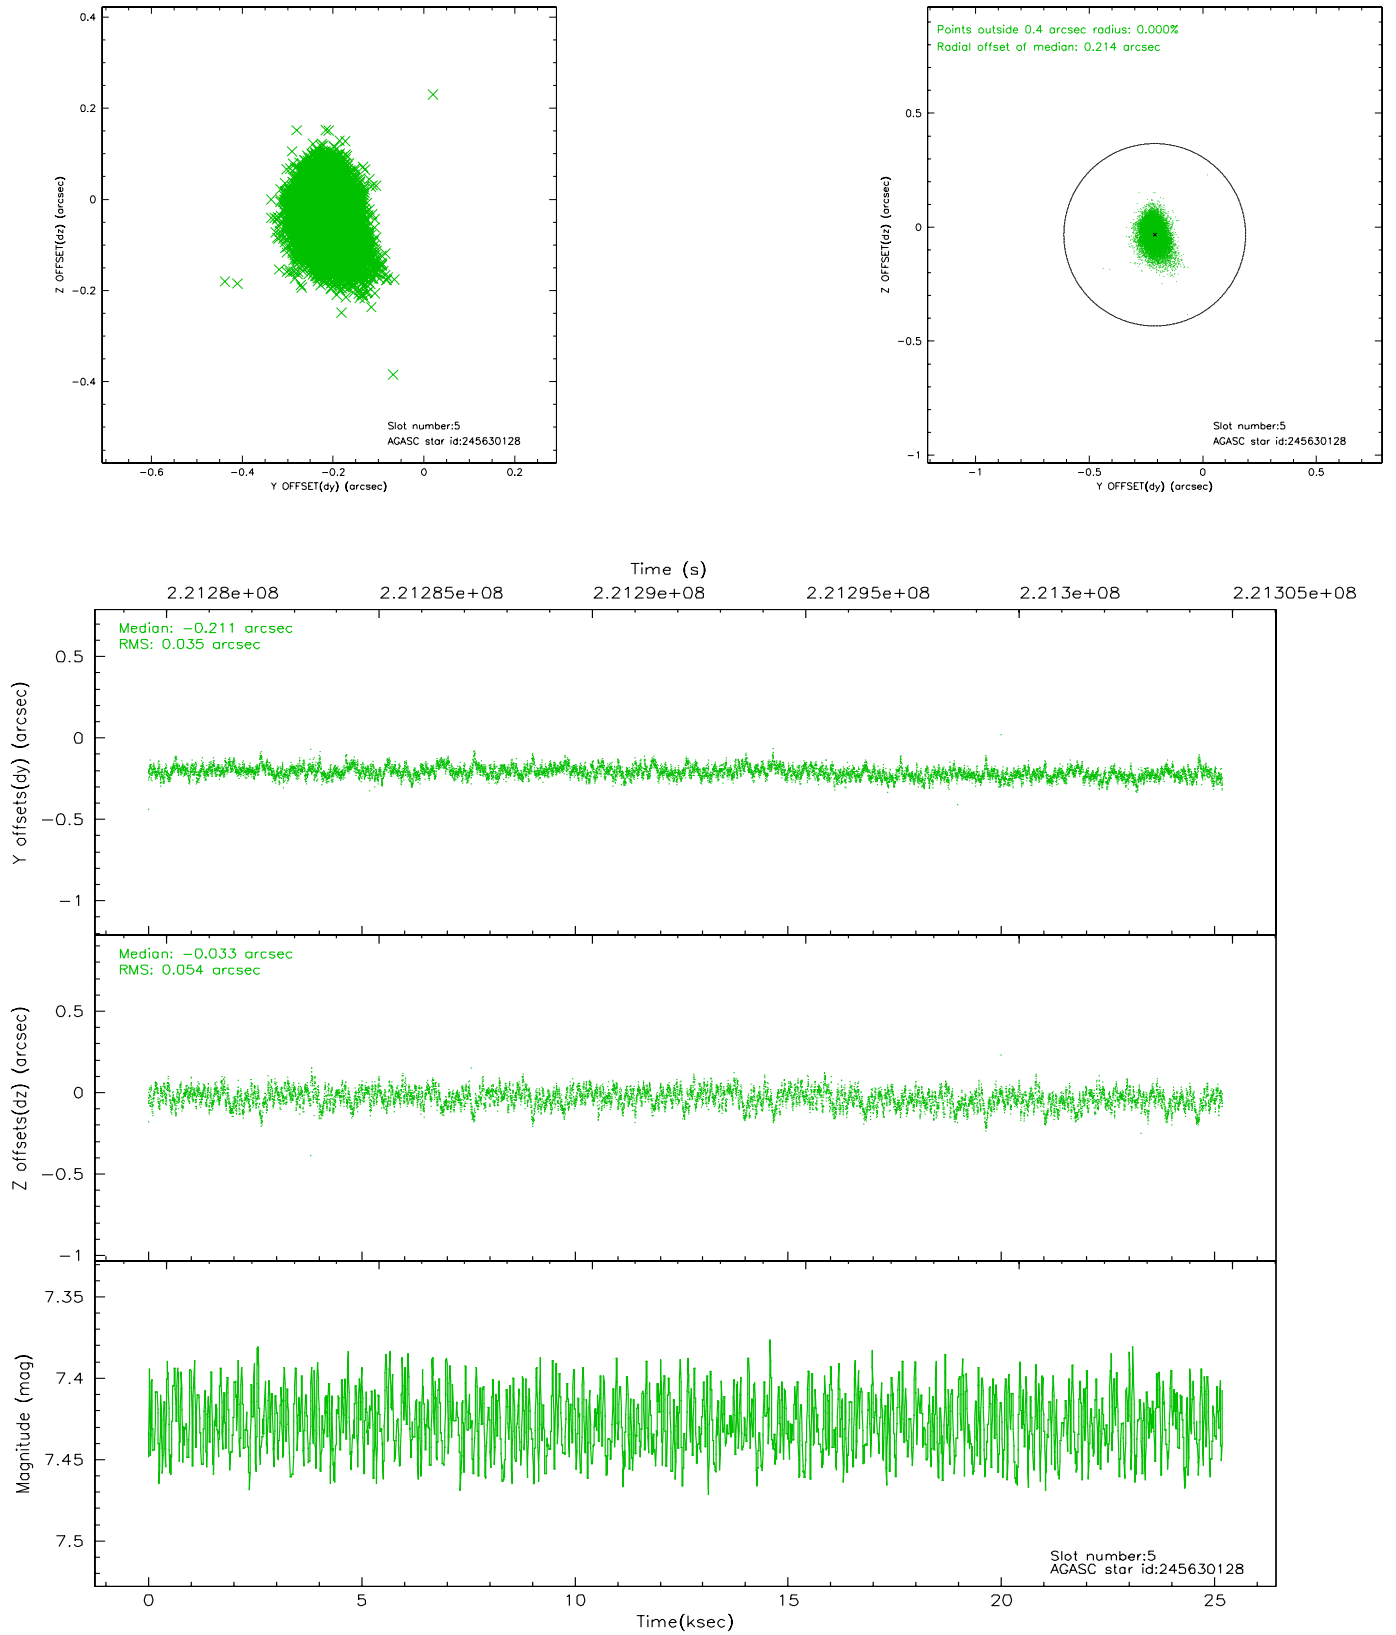 0.4
0.2
0
−0.2
−0.4
Z OFFSET(dz) (arcsec)
Slot number:5
AGASC star id:245630128
−0.6 −0.4 −0.2 0 0.2
Y OFFSET(dy) (arcsec)
Points outside 0.4 arcsec radius: 0.000%
Radial offset of median: 0.214 arcsec
0.5
0
−0.5
−1
Z OFFSET(dz) (arcsec)
Slot number:5
AGASC star id:245630128
−1 −0.5 0 0.5
Y OFFSET(dy) (arcsec)
Time (s)
2.2128e+08 2.21285e+08 2.2129e+08 2.21295e+08 2.213e+08 2.21305e+08
Median: −0.211 arcsec
RMS: 0.035 arcsec
0.5
0
−0.5
−1
Y offsets(dy) (arcsec)
Median: −0.033 arcsec
RMS: 0.054 arcsec
0.5
0
−0.5
−1
Z offsets(dz) (arcsec)
7.35
7.4
7.45
7.5
Magnitude (mag)
Slot number:5
AGASC star id:245630128
0 5 10 15 20 25
Time(ksec)